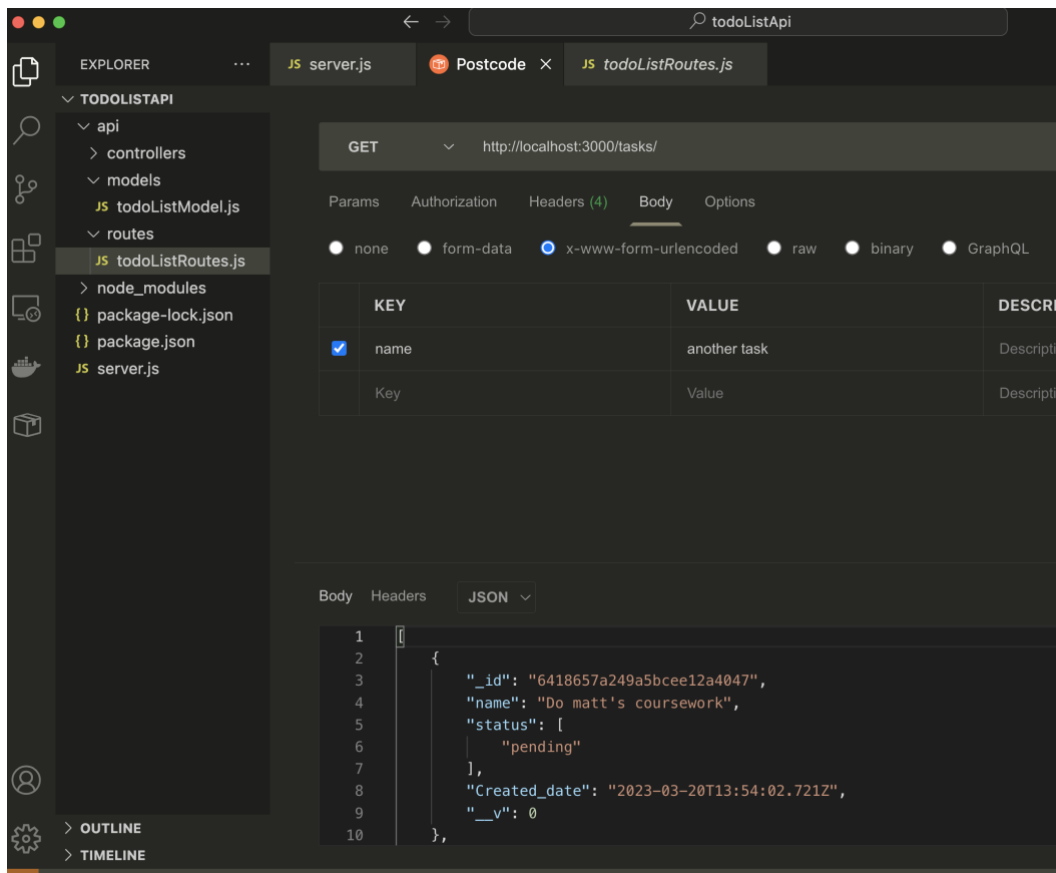 todoListApi
EXPLORER ...
JS server.js
Postcode
JS todoListRoutes.js
TODOLISTAPI
api
controllers
models
JS todoListModel.js
routes
JS todoListRoutes.js
node_modules
{} package-lock.json
{} package.json
JS server.js
OUTLINE
TIMELINE
GET http://localhost:3000/tasks/
Params Authorization Headers (4) Body Options
none form-data x-www-form-urlencoded raw binary GraphQL
KEY VALUE DESCRI
name another task Descripti
Key Value Descripti
Body Headers JSON
1 [
2 {
3 "_id": "6418657a249a5bcee12a4047",
4 "name": "Do matt's coursework",
5 "status": [
6 "pending"
7 ],
8 "Created_date": "2023-03-20T13:54:02.721Z",
9 "__v": 0
10 },